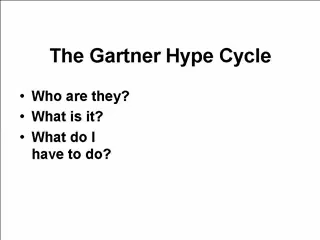 The Gartner Hype Cycle
• Who are they?
• What is it?
• What do I
have to do?